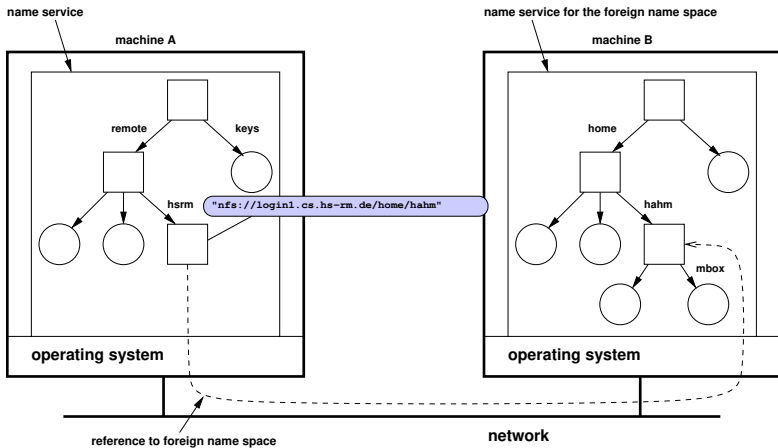 name service
name service for the foreign name space
machine A
machine B
remote
keys
home
hsrm
"nfs://login1.cs.hs-rm.de/home/hahm"
hahm
mbox
operating system
operating system
network
reference to foreign name space